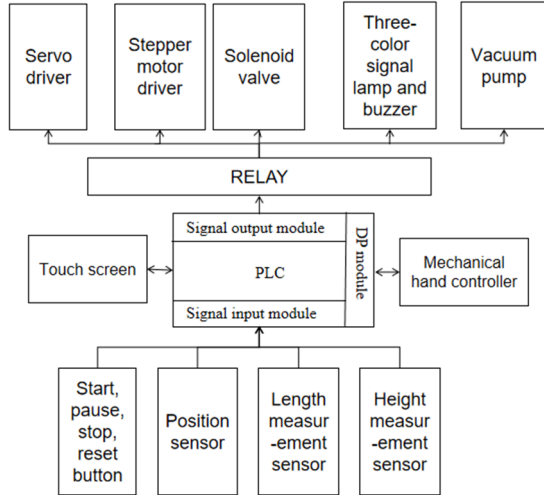 Servo
driver
Stepper
motor
driver
Solenoid
valve
Three-
color
signal
lamp and
buzzer
Vacuum
pump
RELAY
Signal output module
DP module
Touch screen
PLC
Mechanical
hand controller
Signal input module
Start,
pause,
stop,
reset
button
Position
sensor
Length
measur
-ement
sensor
Height
measur
-ement
sensor